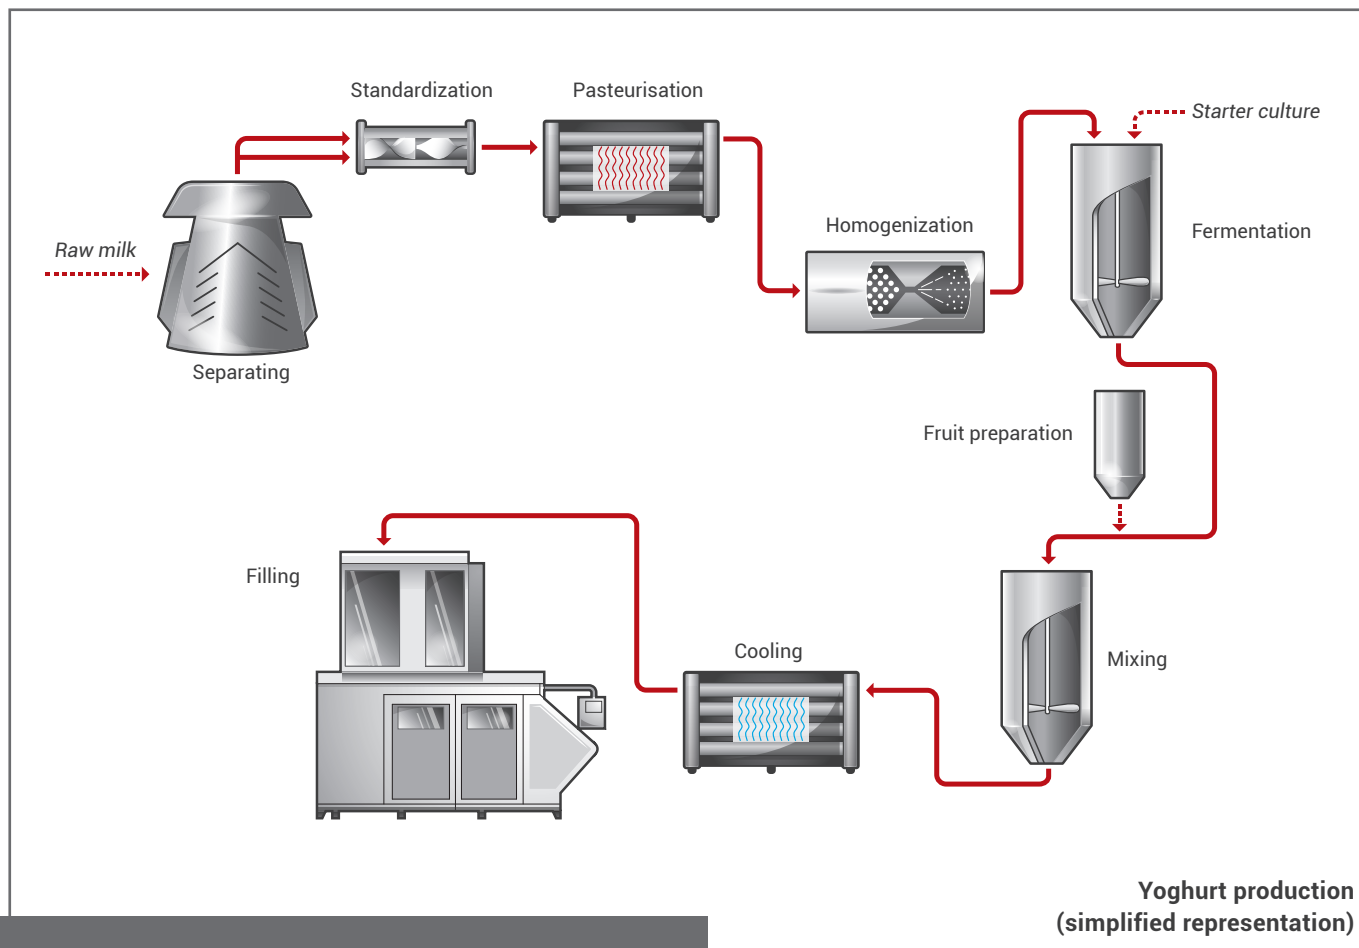 Standardization
Pasteurisation
Starter culture
Raw milk
Homogenization
Fermentation
Separating
Fruit preparation
Filling
Cooling
Mixing
Yoghurt production
(simplified representation)